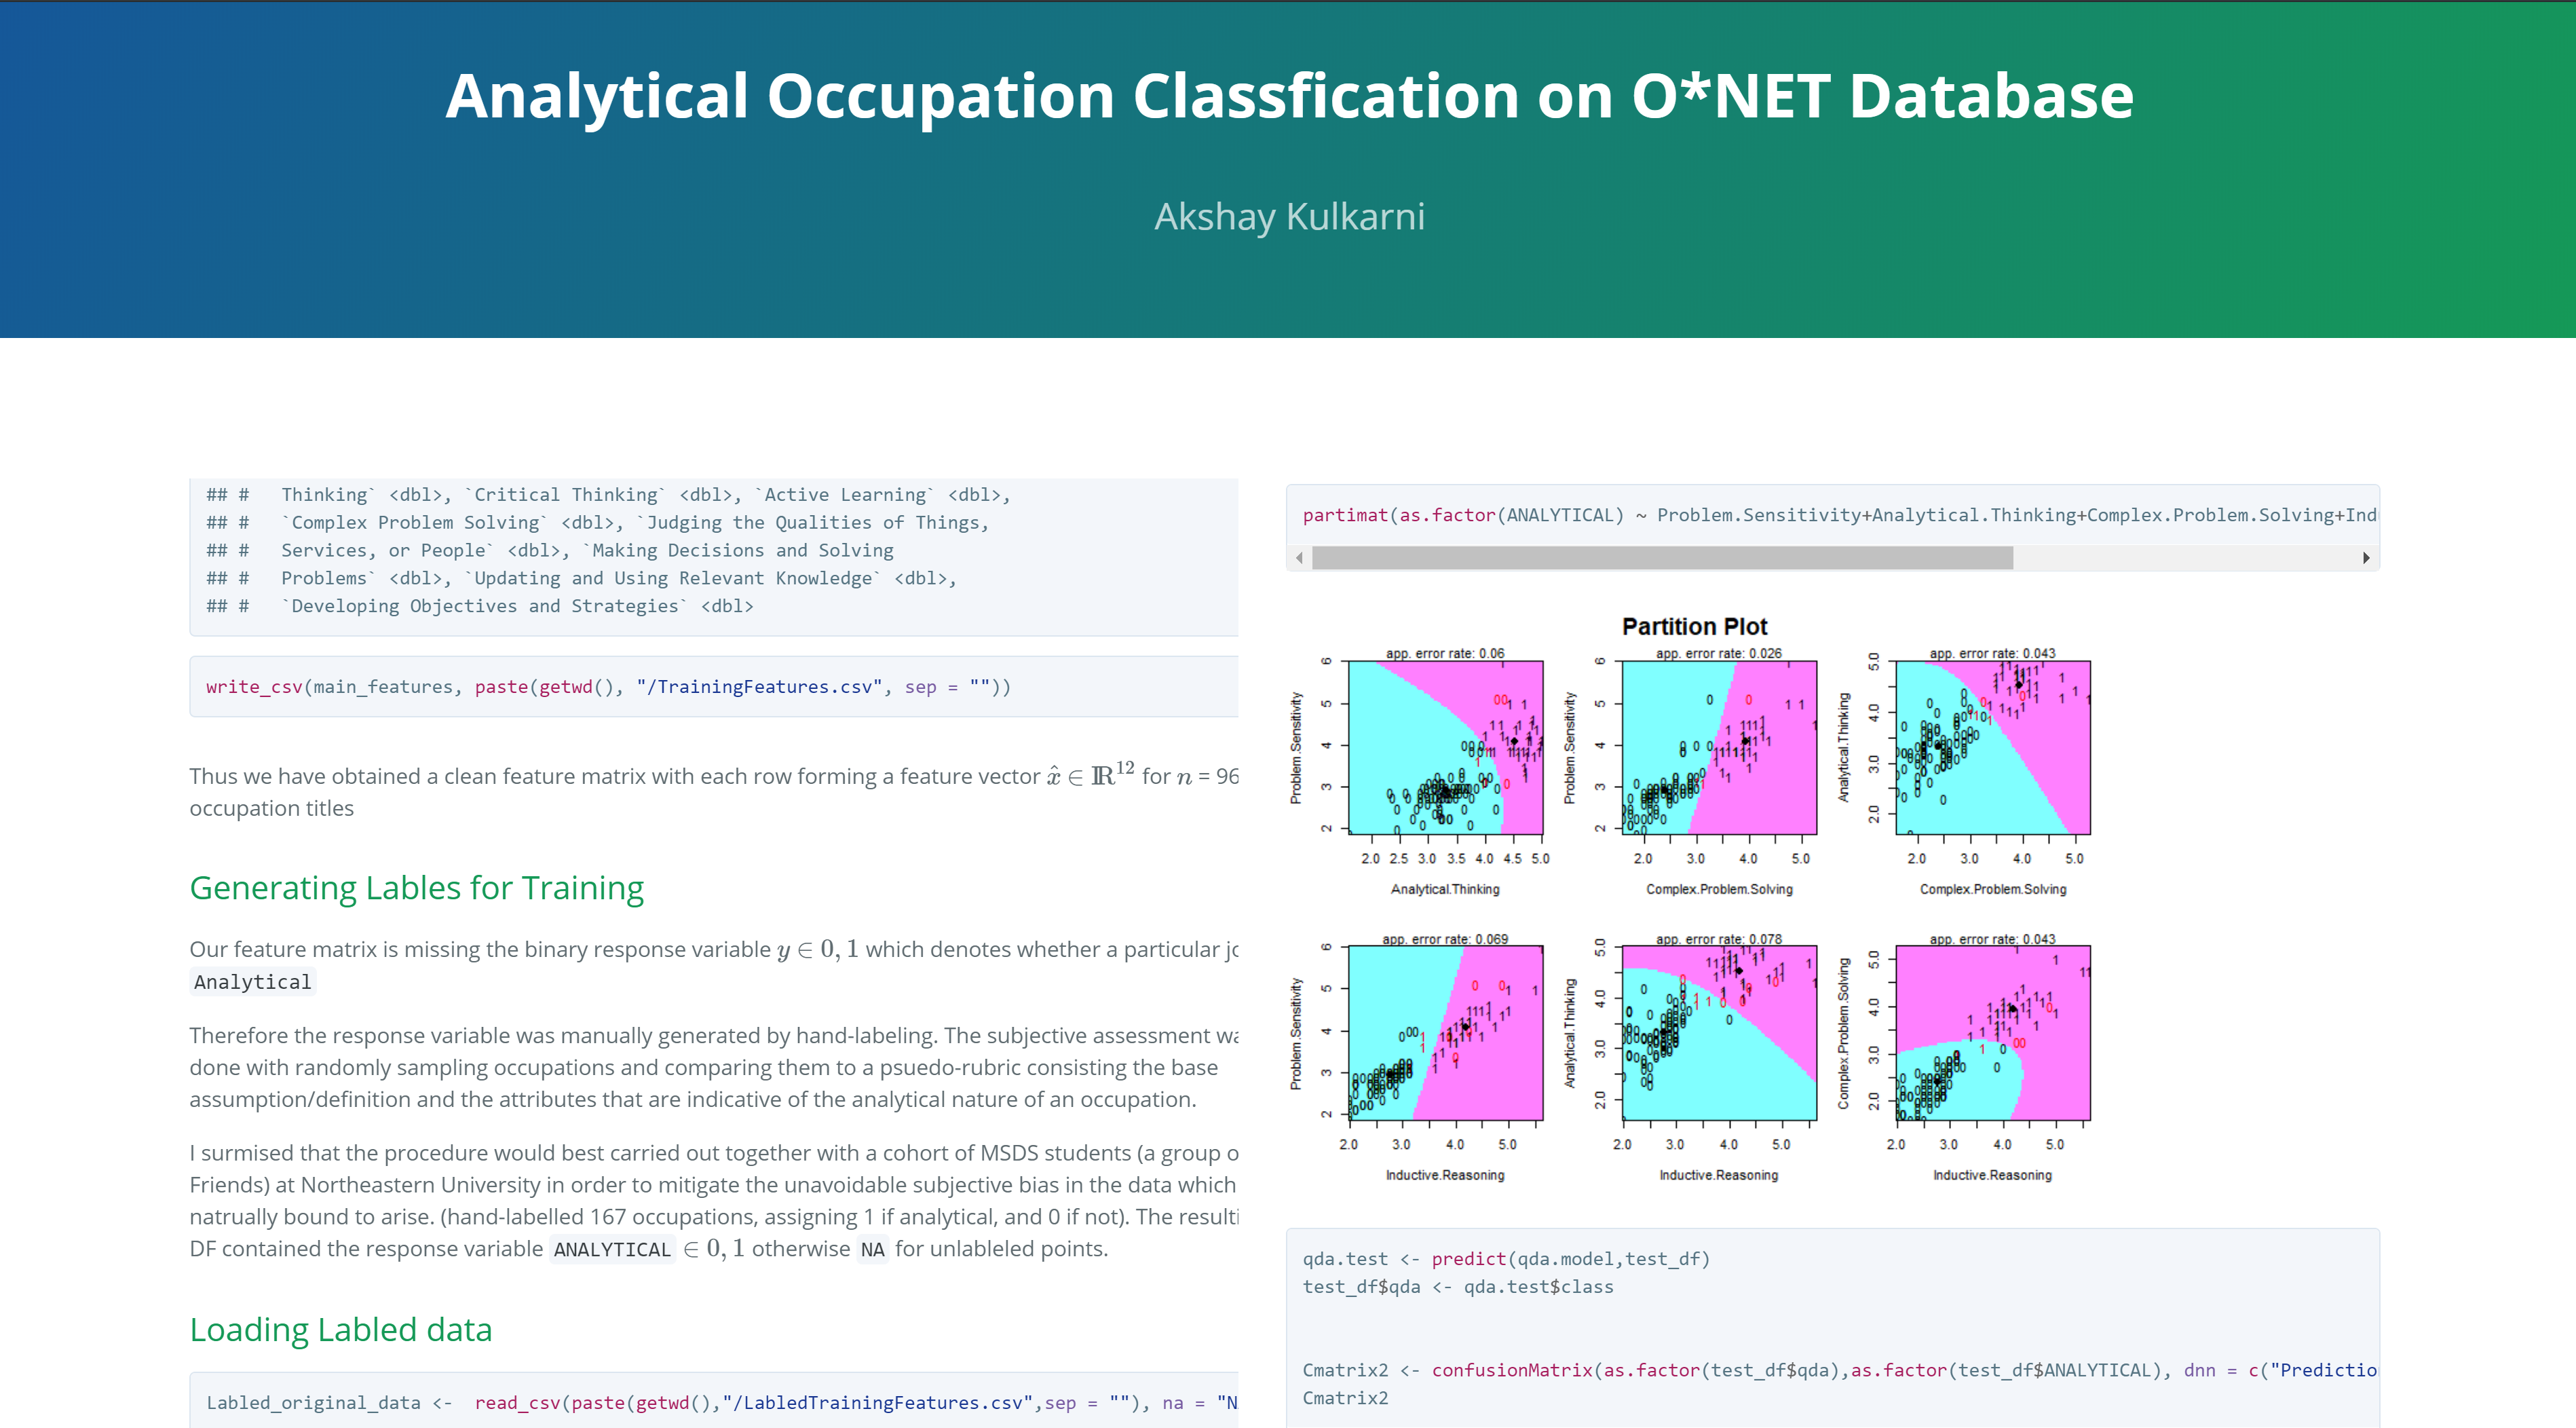 Analytical Occupation Classfication on O*NET Database
Akshay Kulkarni
## #   Thinking` <dbl>, `Critical Thinking` <dbl>, `Active Learning` <dbl>,
## #   `Complex Problem Solving` <dbl>, `Judging the Qualities of Things,
## #   Services, or People` <dbl>, `Making Decisions and Solving
## #   Problems` <dbl>, `Updating and Using Relevant Knowledge` <dbl>,
## #   `Developing Objectives and Strategies` <dbl>
write_csv(main_features, paste(getwd(), "/TrainingFeatures.csv", sep = ""))
Thus we have obtained a clean feature matrix with each row forming a feature vector x̂ ∈ ℝ¹² for n = 96
occupation titles
Generating Lables for Training
Our feature matrix is missing the binary response variable y ∈ 0, 1 which denotes whether a particular jo
Analytical
Therefore the response variable was manually generated by hand-labeling. The subjective assessment wa
done with randomly sampling occupations and comparing them to a psuedo-rubric consisting the base
assumption/definition and the attributes that are indicative of the analytical nature of an occupation.
I surmised that the procedure would best carried out together with a cohort of MSDS students (a group o
Friends) at Northeastern University in order to mitigate the unavoidable subjective bias in the data which
natrually bound to arise. (hand-labelled 167 occupations, assigning 1 if analytical, and 0 if not). The resulti
DF contained the response variable ANALYTICAL ∈ 0, 1 otherwise NA for unlableled points.
Loading Labled data
Labled_original_data <-  read_csv(paste(getwd(),"/LabledTrainingFeatures.csv",sep = ""), na = "N
partimat(as.factor(ANALYTICAL) ~ Problem.Sensitivity+Analytical.Thinking+Complex.Problem.Solving+Ind
Partition Plot
app. error rate: 0.06
Problem.Sensitivity
6
5
4
3
2
2.0 2.5 3.0 3.5 4.0 4.5 5.0
Analytical.Thinking
app. error rate: 0.026
Problem.Sensitivity
6
5
4
3
2
2.0 3.0 4.0 5.0
Complex.Problem.Solving
app. error rate: 0.043
Analytical.Thinking
5.0
4.0
3.0
2.0
2.0 3.0 4.0 5.0
Complex.Problem.Solving
app. error rate: 0.069
Problem.Sensitivity
6
5
4
3
2
2.0 3.0 4.0 5.0
Inductive.Reasoning
app. error rate: 0.078
Analytical.Thinking
5.0
4.0
3.0
2.0
2.0 3.0 4.0 5.0
Inductive.Reasoning
app. error rate: 0.043
Complex.Problem.Solving
5.0
4.0
3.0
2.0
2.0 3.0 4.0 5.0
Inductive.Reasoning
qda.test <- predict(qda.model,test_df)
test_df$qda <- qda.test$class
Cmatrix2 <- confusionMatrix(as.factor(test_df$qda),as.factor(test_df$ANALYTICAL), dnn = c("Predictio
Cmatrix2